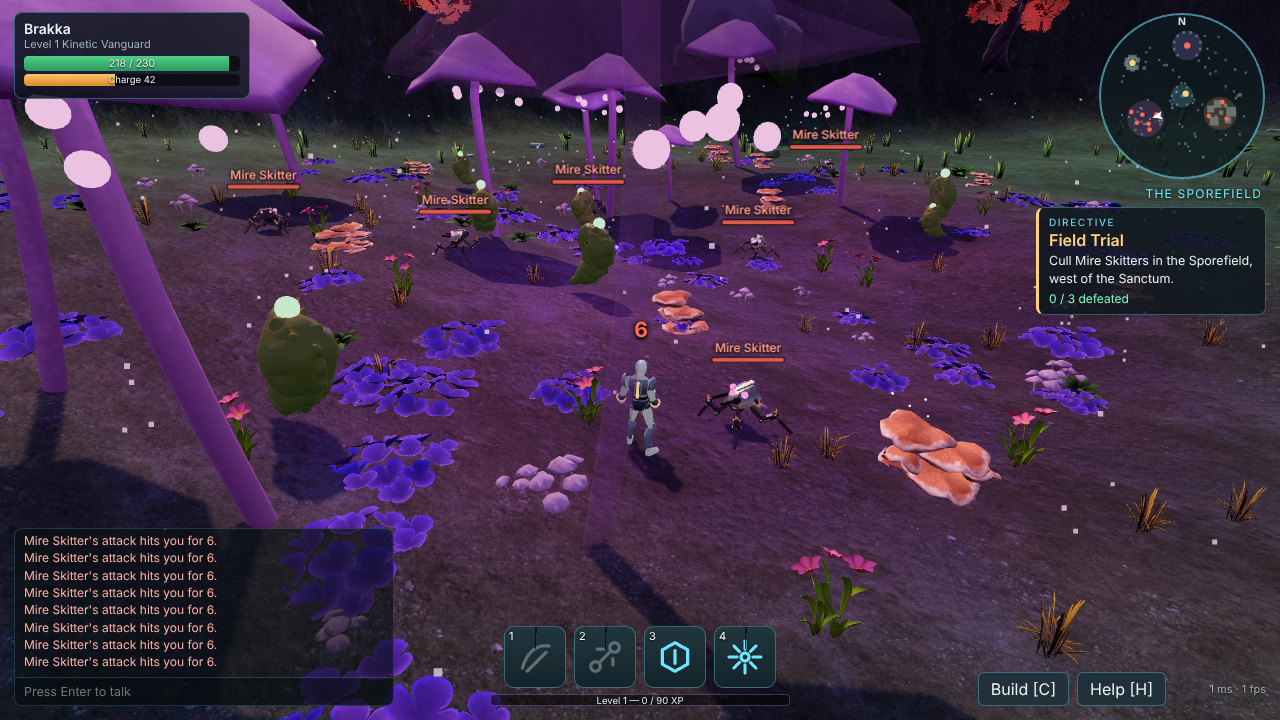 Brakka
Level 1 Kinetic Vanguard
218 / 230
Charge 42
N
THE SPOREFIELD
DIRECTIVE
Field Trial
Cull Mire Skitters in the Sporefield,
west of the Sanctum.
0 / 3 defeated
Mire Skitter
Mire Skitter
Mire Skitter
Mire Skitter
Mire Skitter
Mire Skitter
6
Mire Skitter's attack hits you for 6.
Mire Skitter's attack hits you for 6.
Mire Skitter's attack hits you for 6.
Mire Skitter's attack hits you for 6.
Mire Skitter's attack hits you for 6.
Mire Skitter's attack hits you for 6.
Mire Skitter's attack hits you for 6.
Mire Skitter's attack hits you for 6.
Press Enter to talk
1 2 3 4
Level 1 — 0 / 90 XP
Build [C] Help [H]
1 ms · 1 fps